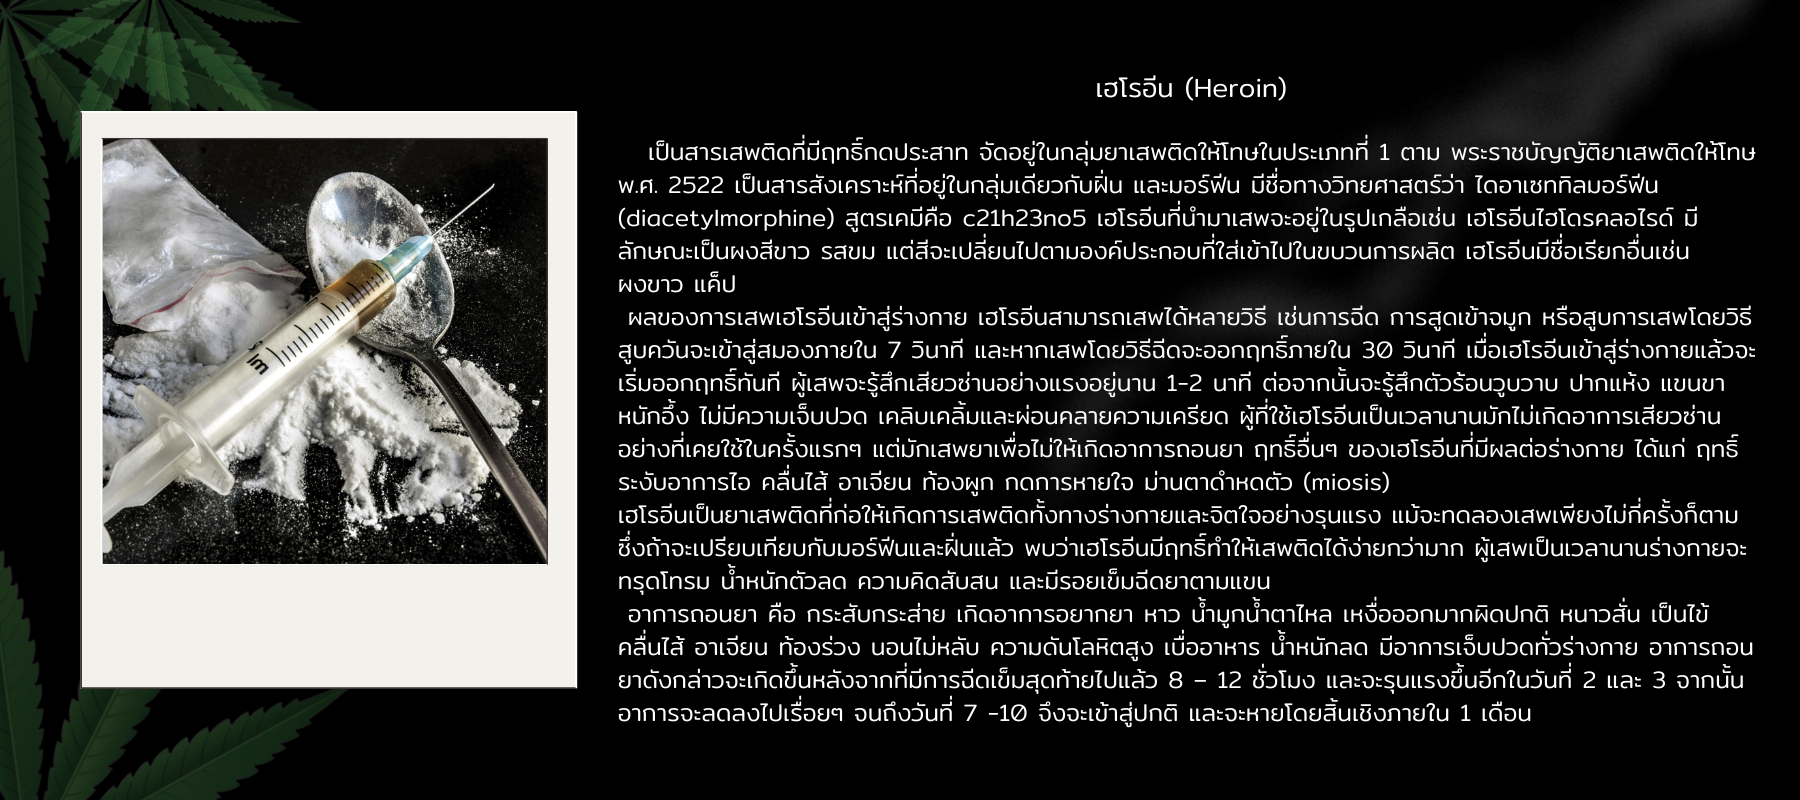 เฮโรอีน (Heroin)
เป็นสารเสพติดที่มีฤทธิ์กดประสาท จัดอยู่ในกลุ่มยาเสพติดให้โทษในประเภทที่ 1 ตาม พระราชบัญญัติยาเสพติดให้โทษ
พ.ศ. 2522 เป็นสารสังเคราะห์ที่อยู่ในกลุ่มเดียวกับฝิ่น และมอร์ฟีน มีชื่อทางวิทยศาสตร์ว่า ไดอาเซททิลมอร์ฟีน
(diacetylmorphine) สูตรเคมีคือ c21h23no5 เฮโรอีนที่นำมาเสพจะอยู่ในรูปเกลือเช่น เฮโรอีนไฮโดรคลอไรด์ มี
ลักษณะเป็นผงสีขาว รสขม แต่สีจะเปลี่ยนไปตามองค์ประกอบที่ใส่เข้าไปในขบวนการผลิต เฮโรอีนมีชื่อเรียกอื่นเช่น
ผงขาว แค็ป
ผลของการเสพเฮโรอีนเข้าสู่ร่างกาย เฮโรอีนสามารถเสพได้หลายวิธี เช่นการฉีด การสูดเข้าจมูก หรือสูบการเสพโดยวิธี
สูบควันจะเข้าสู่สมองภายใน 7 วินาที และหากเสพโดยวิธีฉีดจะออกฤทธิ์ภายใน 30 วินาที เมื่อเฮโรอีนเข้าสู่ร่างกายแล้วจะ
เริ่มออกฤทธิ์ทันที ผู้เสพจะรู้สึกเสียวซ่านอย่างแรงอยู่นาน 1-2 นาที ต่อจากนั้นจะรู้สึกตัวร้อนวูบวาบ ปากแห้ง แขนขา
หนักอึ้ง ไม่มีความเจ็บปวด เคลิบเคลิ้มและผ่อนคลายความเครียด ผู้ที่ใช้เฮโรอีนเป็นเวลานานมักไม่เกิดอาการเสียวซ่าน
อย่างที่เคยใช้ในครั้งแรกๆ แต่มักเสพยาเพื่อไม่ให้เกิดอาการถอนยา ฤทธิ์อื่นๆ ของเฮโรอีนที่มีผลต่อร่างกาย ได้แก่ ฤทธิ์
ระงับอาการไอ คลื่นไส้ อาเจียน ท้องผูก กดการหายใจ ม่านตาดำหดตัว (miosis)
เฮโรอีนเป็นยาเสพติดที่ก่อให้เกิดการเสพติดทั้งทางร่างกายและจิตใจอย่างรุนแรง แม้จะทดลองเสพเพียงไม่กี่ครั้งก็ตาม
ซึ่งถ้าจะเปรียบเทียบกับมอร์ฟีนและฝิ่นแล้ว พบว่าเฮโรอีนมีฤทธิ์ทำให้เสพติดได้ง่ายกว่ามาก ผู้เสพเป็นเวลานานร่างกายจะ
ทรุดโทรม น้ำหนักตัวลด ความคิดสับสน และมีรอยเข็มฉีดยาตามแขน
อาการถอนยา คือ กระสับกระส่าย เกิดอาการอยากยา หาว น้ำมูกน้ำตาไหล เหงื่อออกมากผิดปกติ หนาวสั่น เป็นไข้
คลื่นไส้ อาเจียน ท้องร่วง นอนไม่หลับ ความดันโลหิตสูง เบื่ออาหาร น้ำหนักลด มีอาการเจ็บปวดทั่วร่างกาย อาการถอน
ยาดังกล่าวจะเกิดขึ้นหลังจากที่มีการฉีดเข็มสุดท้ายไปแล้ว 8 – 12 ชั่วโมง และจะรุนแรงขึ้นอีกในวันที่ 2 และ 3 จากนั้น
อาการจะลดลงไปเรื่อยๆ จนถึงวันที่ 7 -10 จึงจะเข้าสู่ปกติ และจะหายโดยสิ้นเชิงภายใน 1 เดือน